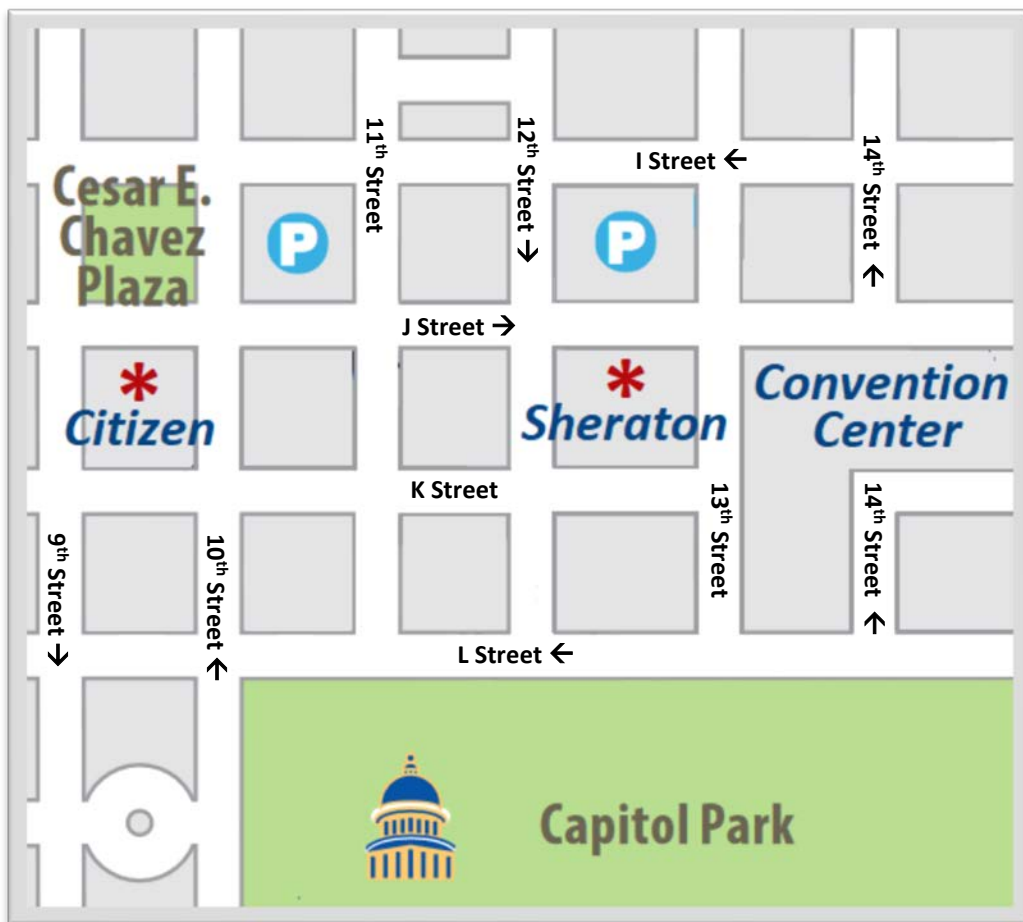 11th Street
12th Street →
I Street ←
14th Street ←
Cesar E.
Chavez
Plaza
P
P
J Street →
Citizen
Sheraton
Convention
Center
K Street
9th Street →
10th Street ←
13th Street
14th Street ←
L Street ←
Capitol Park